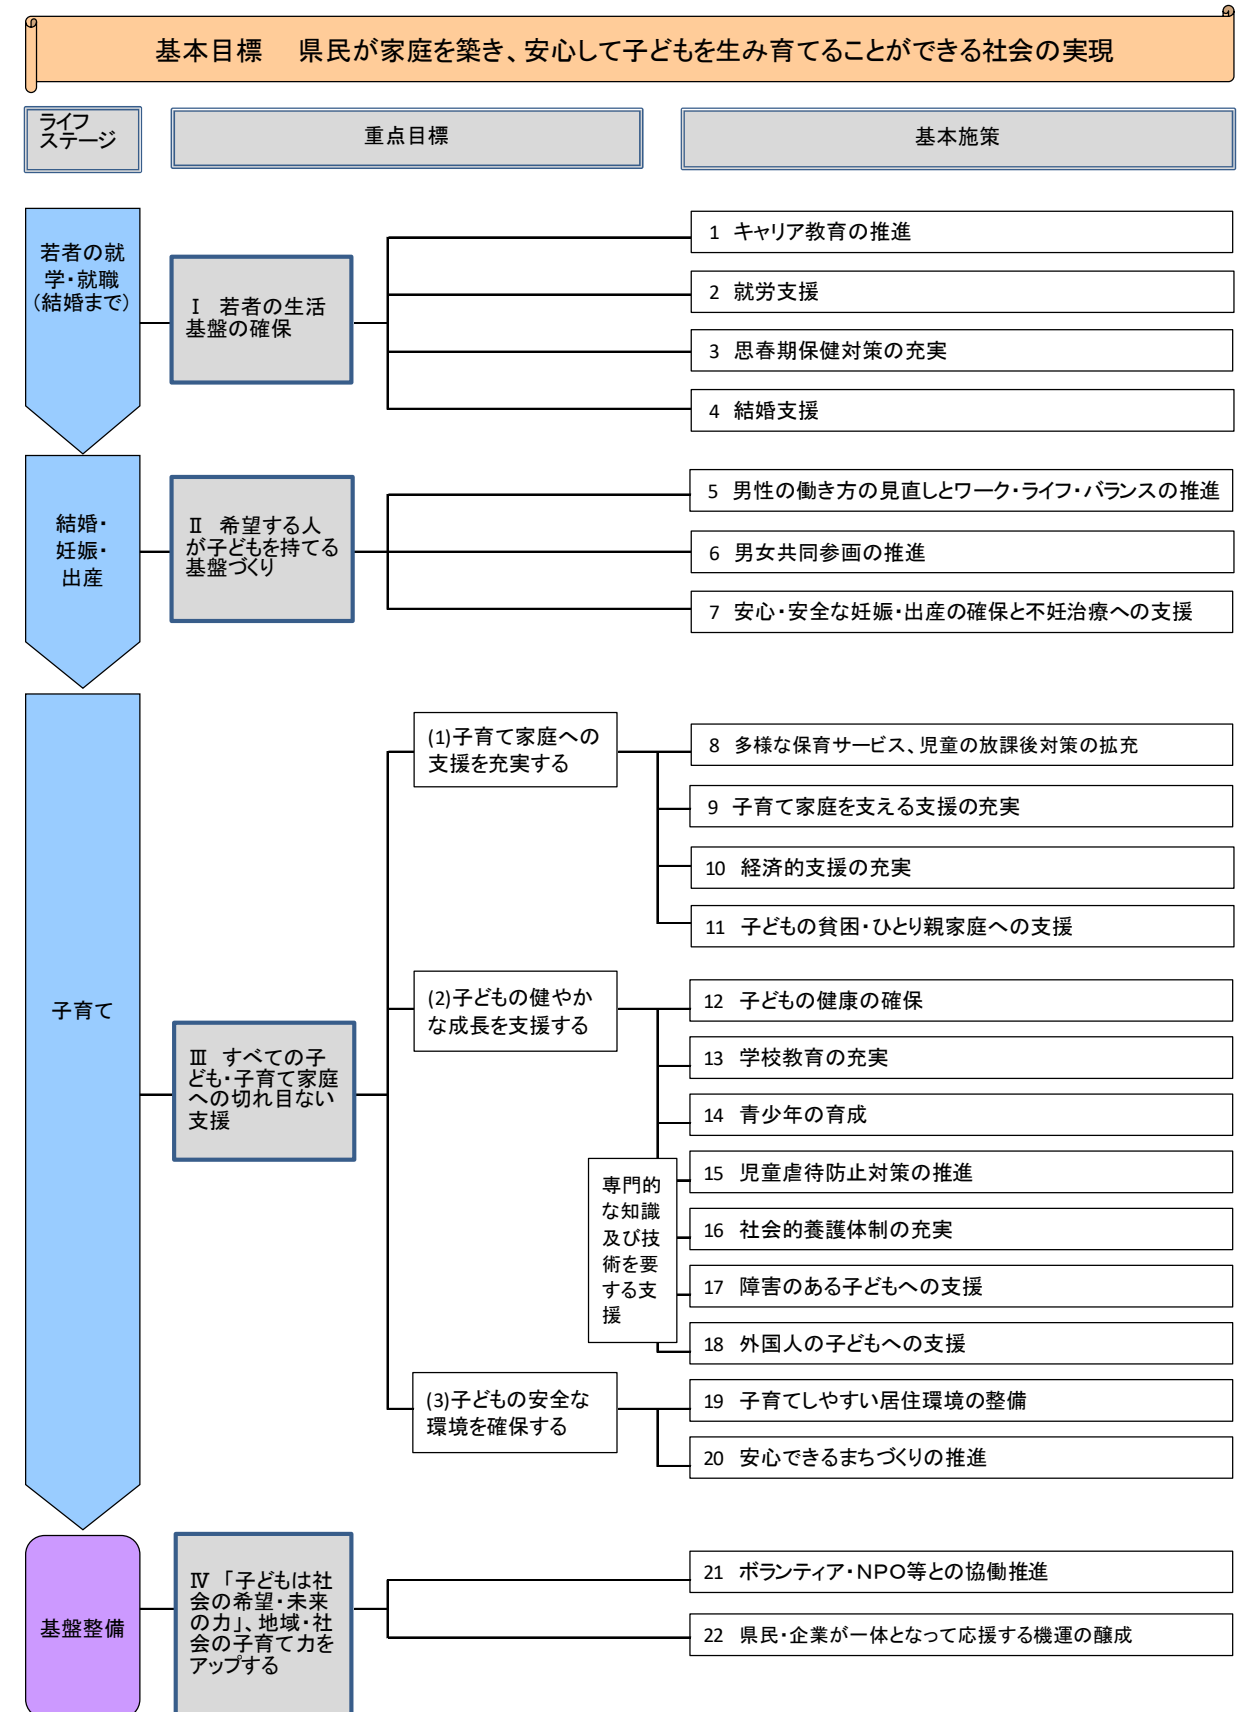 基本目標　県民が家庭を築き、安心して子どもを生み育てることができる社会の実現
ライフ
ステージ
重点目標
基本施策
若者の就
学・就職
(結婚まで)
Ⅰ　若者の生活
基盤の確保
1　キャリア教育の推進
2　就労支援
3　思春期保健対策の充実
4　結婚支援
結婚・
妊娠・
出産
Ⅱ　希望する人
が子どもを持てる
基盤づくり
5　男性の働き方の見直しとワーク・ライフ・バランスの推進
6　男女共同参画の推進
7　安心・安全な妊娠・出産の確保と不妊治療への支援
子育て
Ⅲ　すべての子
ども・子育て家庭
への切れ目ない
支援
(1)子育て家庭への
支援を充実する
8　多様な保育サービス、児童の放課後対策の拡充
9　子育て家庭を支える支援の充実
10　経済的支援の充実
11　子どもの貧困・ひとり親家庭への支援
(2)子どもの健やか
な成長を支援する
12　子どもの健康の確保
13　学校教育の充実
14　青少年の育成
専門的
な知識
及び技
術を要
する支
援
15　児童虐待防止対策の推進
16　社会的養護体制の充実
17　障害のある子どもへの支援
18　外国人の子どもへの支援
(3)子どもの安全な
環境を確保する
19　子育てしやすい居住環境の整備
20　安心できるまちづくりの推進
基盤整備
Ⅳ　「子どもは社
会の希望・未来
の力」、地域・社
会の子育て力を
アップする
21　ボランティア・NPO等との協働推進
22　県民・企業が一体となって応援する機運の醸成